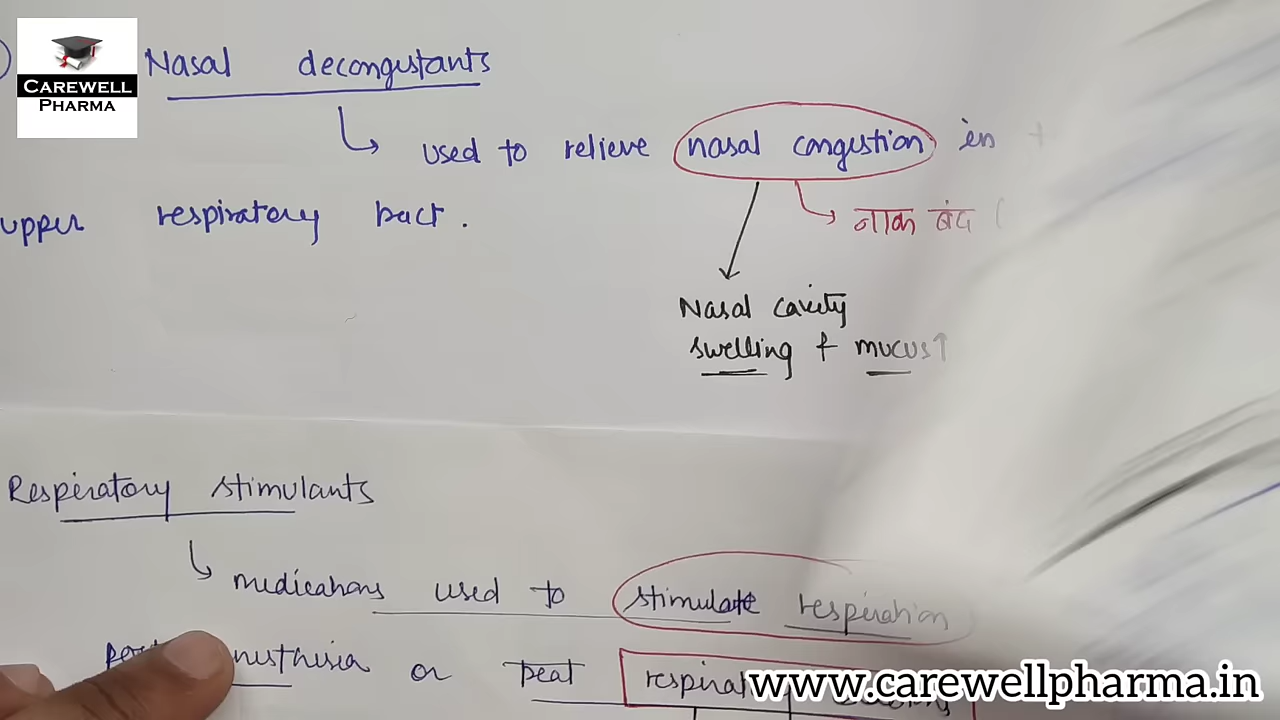 CAREWELL
PHARMA
Nasal decongestants
used to relieve nasal congestion in
upper respiratory tract.
नाक बंद (
Nasal cavity
swelling + mucus↑
Respiratory stimulants
medications used to stimulate respiration
or treat
www.carewellpharma.in